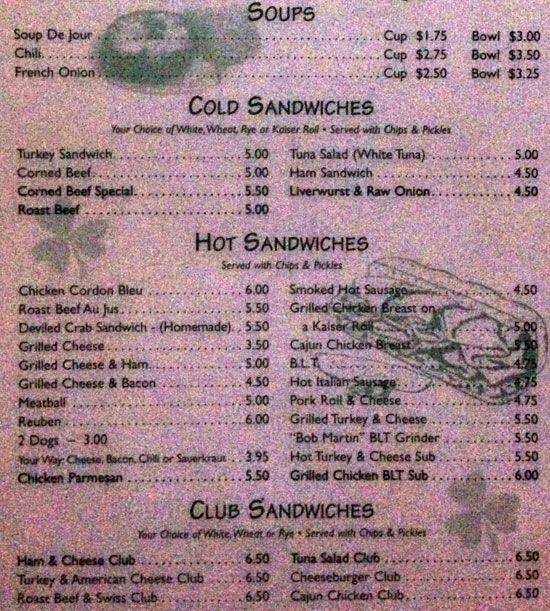 SOUPS
Soup De Jour Cup $1.75 Bowl $3.00
Chili Cup $2.75 Bowl $3.50
French Onion Cup $2.50 Bowl $3.25
COLD SANDWICHES
Your Choice of White, Wheat, Rye or Kaiser Roll • Served with Chips & Pickles
Turkey Sandwich 5.00
Corned Beef 5.00
Corned Beef Special 5.50
Roast Beef 5.00
Tuna Salad (White Tuna) 5.00
Ham Sandwich 4.50
Liverwurst & Raw Onion 4.50
HOT SANDWICHES
Served with Chips & Pickles
Chicken Cordon Bleu 6.00
Roast Beef Au Jus 5.50
Deviled Crab Sandwich - (Homemade) 5.50
Grilled Cheese 3.50
Grilled Cheese & Ham 5.00
Grilled Cheese & Bacon 4.50
Meatball 5.00
Reuben 6.00
2 Dogs – 3.00
Your Way: Cheese, Bacon, Chili or Sauerkraut 3.95
Chicken Parmesan 5.50
Smoked Hot Sausage 4.50
Grilled Chicken Breast on
a Kaiser Roll 5.00
Cajun Chicken Breast 5.50
B.L.T. 4.75
Hot Italian Sausage 4.75
Pork Roll & Cheese 4.75
Grilled Turkey & Cheese 5.50
"Bob Martin" BLT Grinder 5.50
Hot Turkey & Cheese Sub 5.50
Grilled Chicken BLT Sub 6.00
CLUB SANDWICHES
Your Choice of White, Wheat or Rye • Served with Chips & Pickles
Ham & Cheese Club 6.50
Turkey & American Cheese Club 6.50
Roast Beef & Swiss Club 6.50
Tuna Salad Club 6.50
Cheeseburger Club 6.50
Cajun Chicken Club 6.50